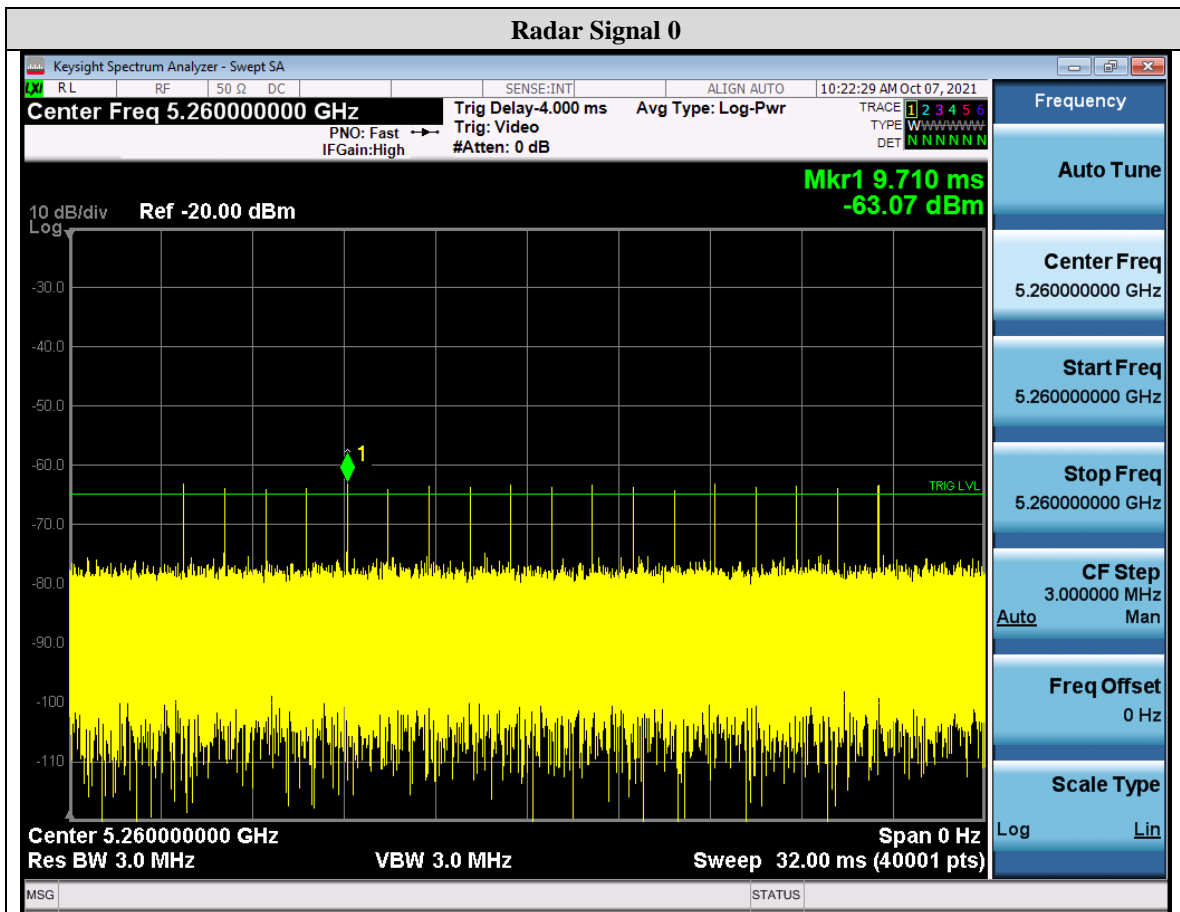 Radar Signal 0
Keysight Spectrum Analyzer - Swept SA
LXI RL RF 50 Ω DC SENSE:INT ALIGN AUTO 10:22:29 AM Oct 07, 2021
Center Freq 5.260000000 GHz Trig Delay-4.000 ms Avg Type: Log-Pwr TRACE 1 2 3 4 5 6
PNO: Fast Trig: Video TYPE WWWWWW
IFGain:High #Atten: 0 dB DET N N N N N N
Mkr1 9.710 ms
10 dB/div Ref -20.00 dBm -63.07 dBm
Log
-30.0
-40.0
-50.0
1
-60.0
TRIG LVL
-70.0
-80.0
-90.0
-100
-110
Center 5.260000000 GHz Span 0 Hz
Res BW 3.0 MHz VBW 3.0 MHz Sweep 32.00 ms (40001 pts)
MSG STATUS
Frequency
Auto Tune
Center Freq
5.260000000 GHz
Start Freq
5.260000000 GHz
Stop Freq
5.260000000 GHz
CF Step
3.000000 MHz
Auto Man
Freq Offset
0 Hz
Scale Type
Log Lin